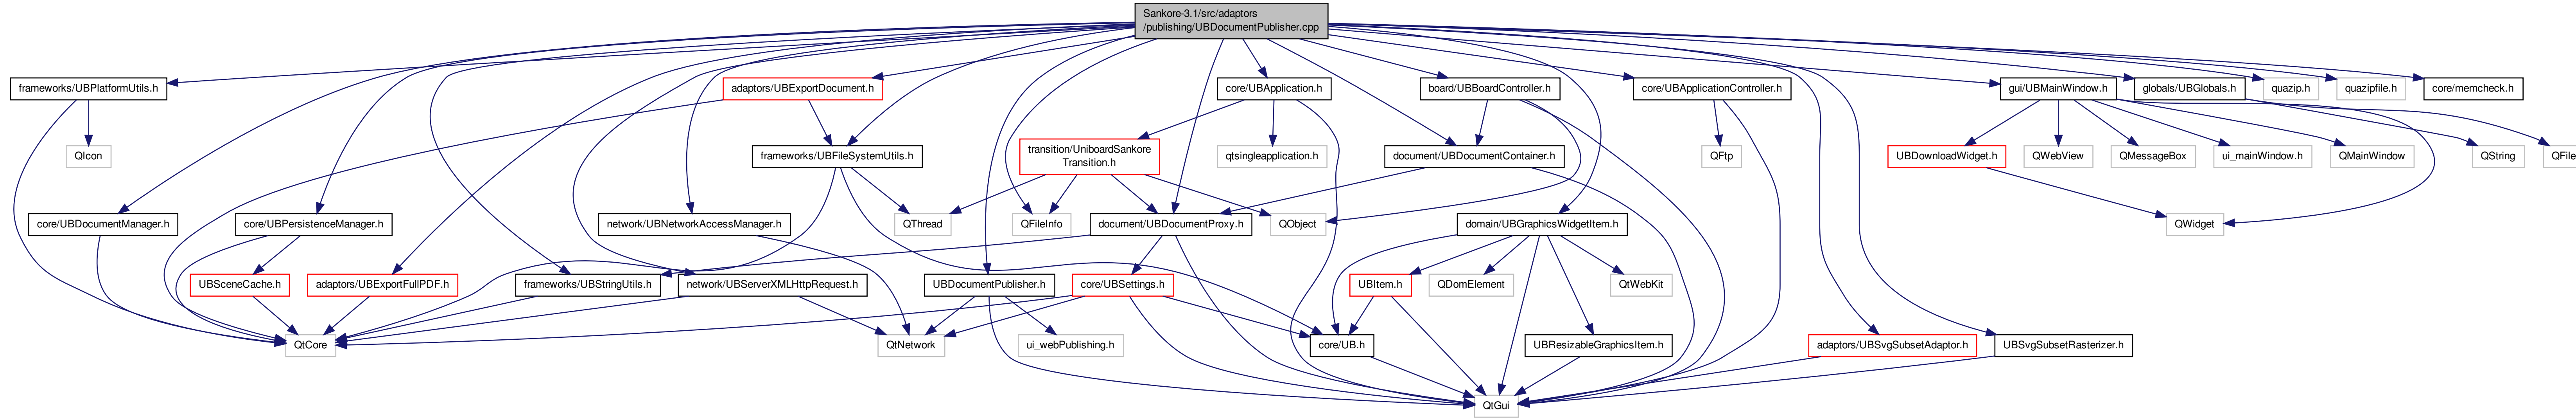 Sankore-3.1/src/adaptors
/publishing/UBDocumentPublisher.cpp
frameworks/UBPlatformUtils.h
adaptors/UBExportDocument.h
core/UBApplication.h
board/UBBoardController.h
core/UBApplicationController.h
gui/UBMainWindow.h
globals/UBGlobals.h
quazip.h
quazipfile.h
core/memcheck.h
QIcon
frameworks/UBFileSystemUtils.h
transition/UniboardSankore
Transition.h
qtsingleapplication.h
document/UBDocumentContainer.h
QFtp
UBDownloadWidget.h
QWebView
QMessageBox
ui_mainWindow.h
QMainWindow
QString
QFile
core/UBDocumentManager.h
core/UBPersistenceManager.h
network/UBNetworkAccessManager.h
QThread
QFileInfo
document/UBDocumentProxy.h
QObject
domain/UBGraphicsWidgetItem.h
QWidget
UBSceneCache.h
adaptors/UBExportFullPDF.h
frameworks/UBStringUtils.h
network/UBServerXMLHttpRequest.h
UBDocumentPublisher.h
core/UBSettings.h
UBItem.h
QDomElement
QtWebKit
QtCore
QtNetwork
ui_webPublishing.h
core/UB.h
UBResizableGraphicsItem.h
adaptors/UBSvgSubsetAdaptor.h
UBSvgSubsetRasterizer.h
QtGui